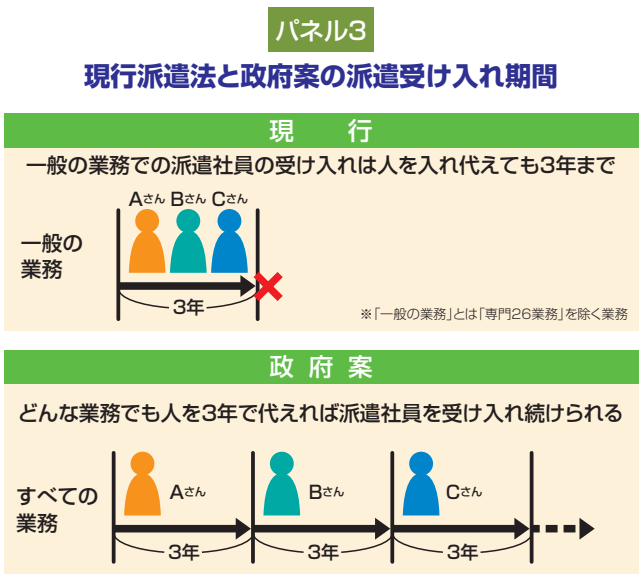 パネル3
現行派遣法と政府案の派遣受け入れ期間
現 行
一般の業務での派遣社員の受け入れは人を入れ代えても3年まで
Aさん Bさん Cさん
一般の
業務
3年
※「一般の業務」とは「専門26業務」を除く業務
政 府 案
どんな業務でも人を3年で代えれば派遣社員を受け入れ続けられる
Aさん Bさん Cさん
すべての
業務
3年 3年 3年